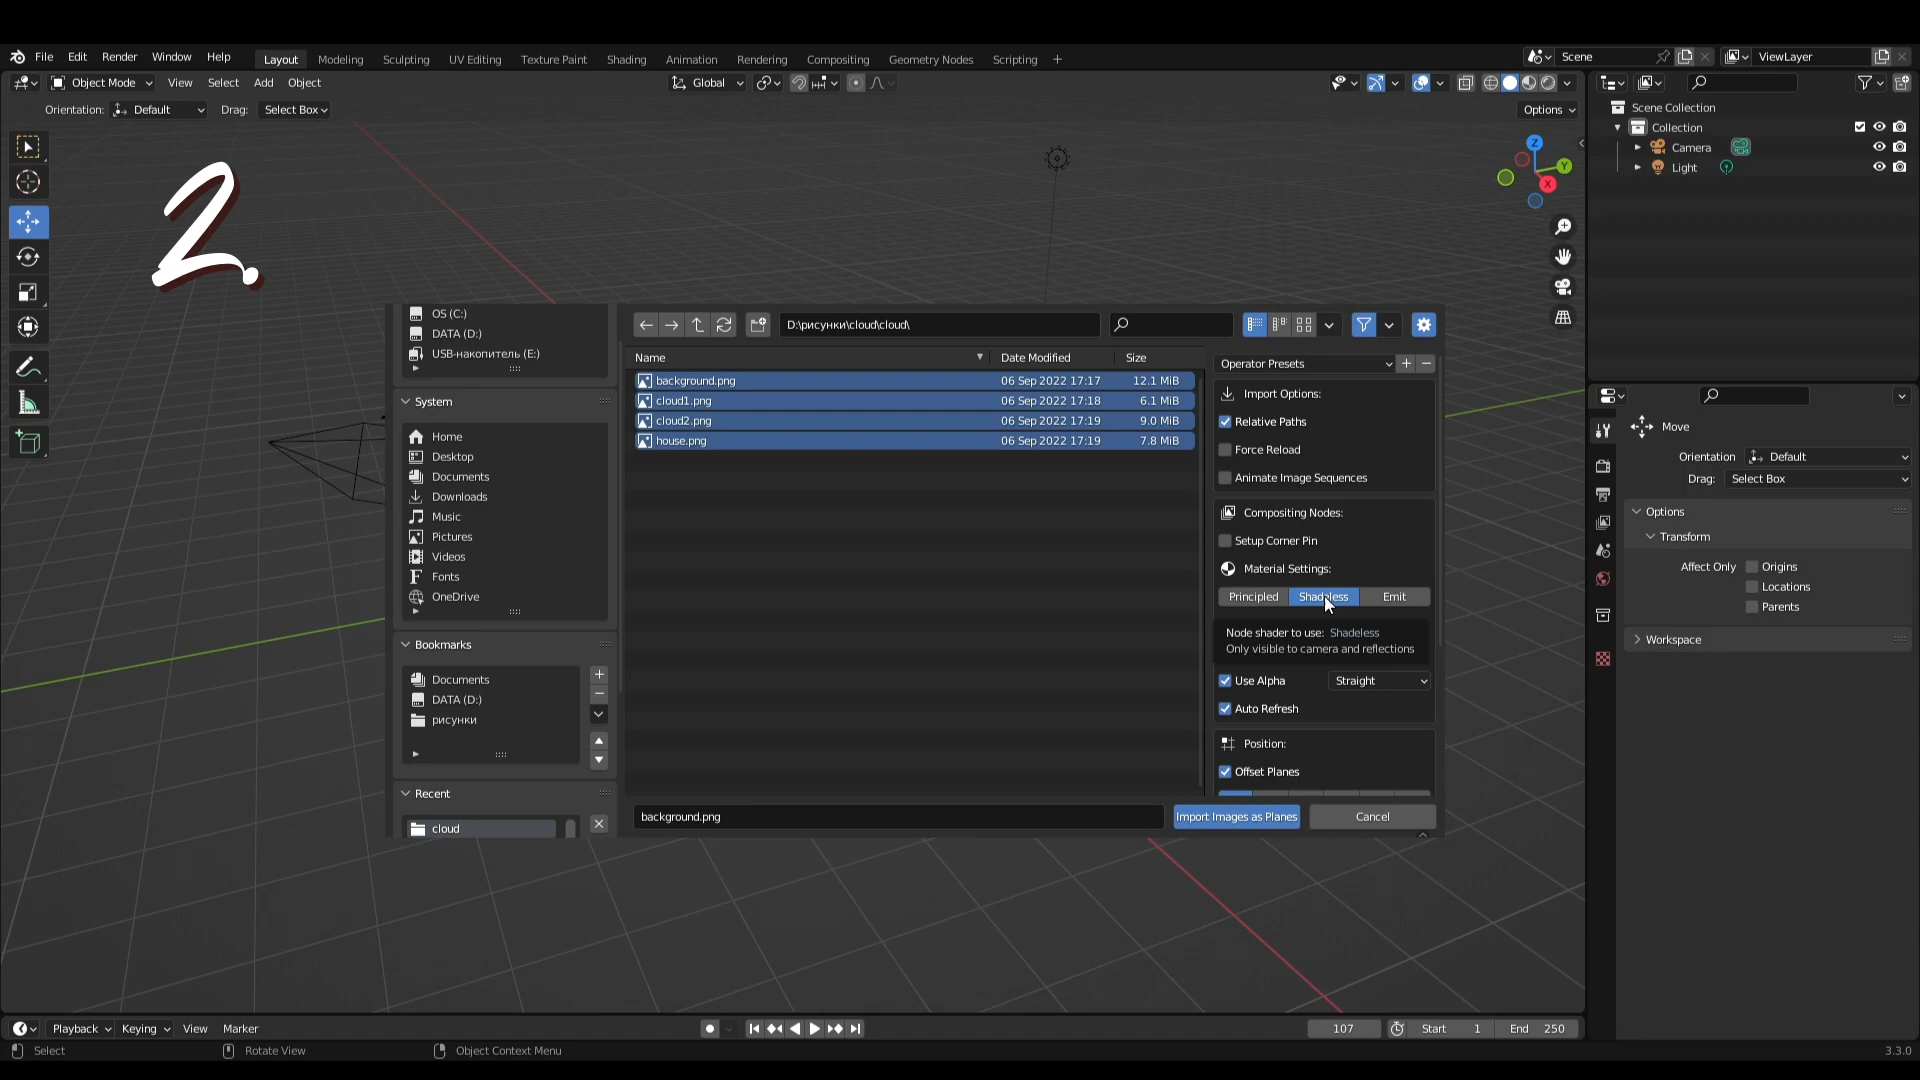 File Edit Render Window Help Layout Modeling Sculpting UV Editing Texture Paint Shading Animation Rendering Compositing Geometry Nodes Scripting + Scene ViewLayer
Object Mode View Select Add Object Global
Orientation: Default Drag: Select Box Options
Scene Collection
Collection
Camera
Light
Z
Y
X
2.
OS (C:)
DATA (D:)
USB-накопитель (E:)
System
Home
Desktop
Documents
Downloads
Music
Pictures
Videos
Fonts
OneDrive
Bookmarks
Documents
DATA (D:)
рисунки
Recent
cloud
D:\рисунки\cloud\cloud\
Name Date Modified Size
background.png 06 Sep 2022 17:17 12.1 MiB
cloud1.png 06 Sep 2022 17:18 6.1 MiB
cloud2.png 06 Sep 2022 17:19 9.0 MiB
house.png 06 Sep 2022 17:19 7.8 MiB
Operator Presets
Import Options:
Relative Paths
Force Reload
Animate Image Sequences
Compositing Nodes:
Setup Corner Pin
Material Settings:
Principled Shadeless Emit
Node shader to use: Shadeless
Only visible to camera and reflections
Use Alpha Straight
Auto Refresh
Position:
Offset Planes
background.png Import Images as Planes Cancel
Move
Orientation Default
Drag: Select Box
Options
Transform
Affect Only Origins
Locations
Parents
Workspace
Playback Keying View Marker 107 Start 1 End 250
Select Rotate View Object Context Menu 3.3.0